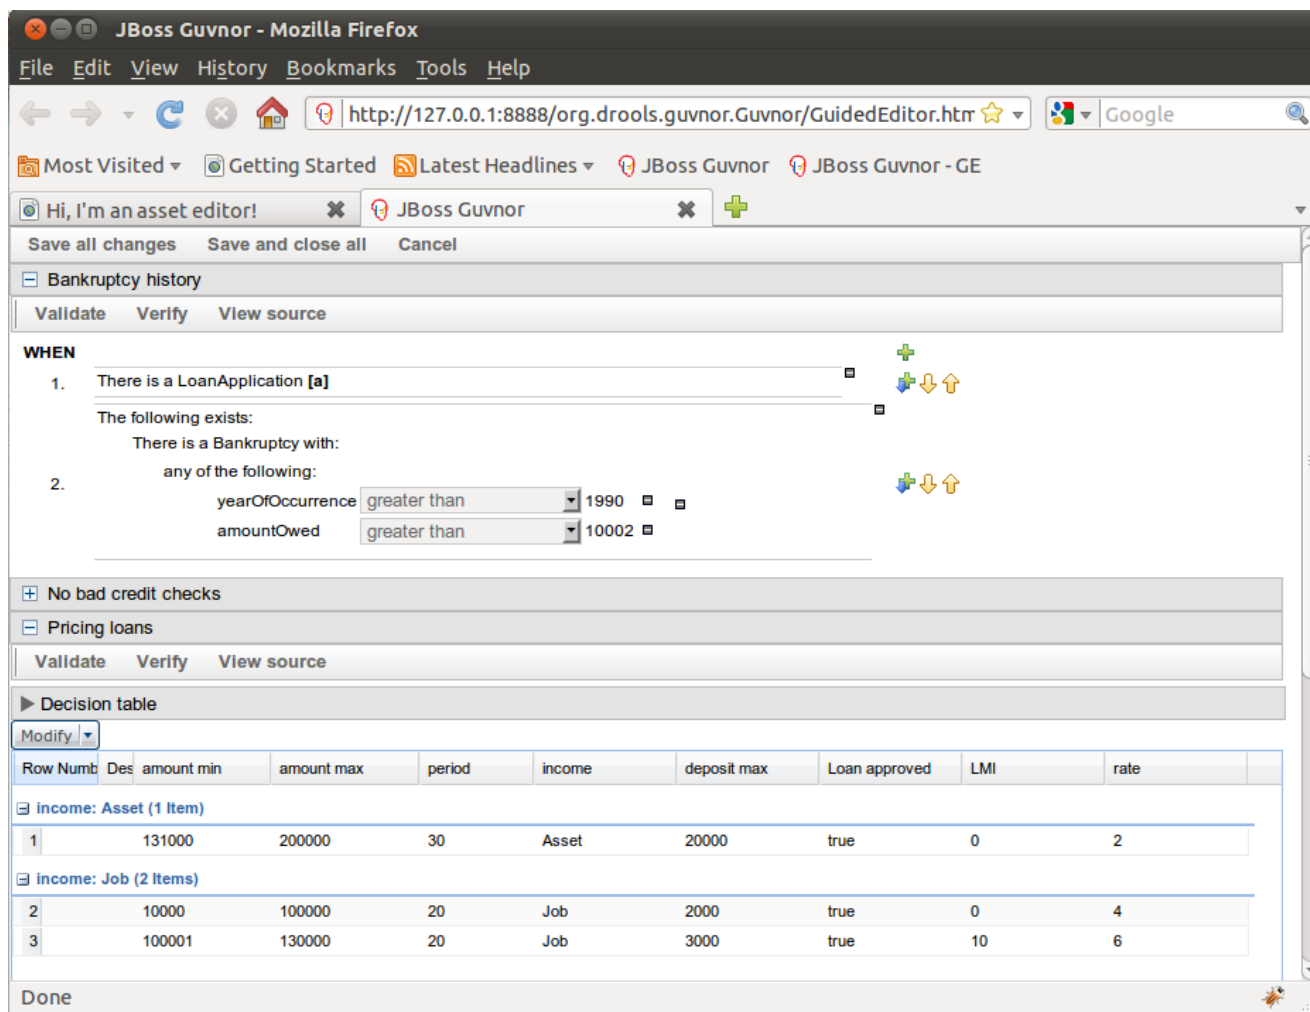 JBoss Guvnor - Mozilla Firefox
File Edit View History Bookmarks Tools Help
http://127.0.0.1:8888/org.drools.guvnor.Guvnor/GuidedEditor.htm Google
Most Visited Getting Started Latest Headlines JBoss Guvnor JBoss Guvnor - GE
Hi, I'm an asset editor! JBoss Guvnor
Save all changes Save and close all Cancel
Bankruptcy history
Validate Verify View source
WHEN
1. There is a LoanApplication [a]
The following exists:
There is a Bankruptcy with:
any of the following:
2.
yearOfOccurrence greater than 1990
amountOwed greater than 10002
No bad credit checks
Pricing loans
Validate Verify View source
Decision table
Modify
Row Numb Des amount min amount max period income deposit max Loan approved LMI rate
income: Asset (1 Item)
1 131000 200000 30 Asset 20000 true 0 2
income: Job (2 Items)
2 10000 100000 20 Job 2000 true 0 4
3 100001 130000 20 Job 3000 true 10 6
Done